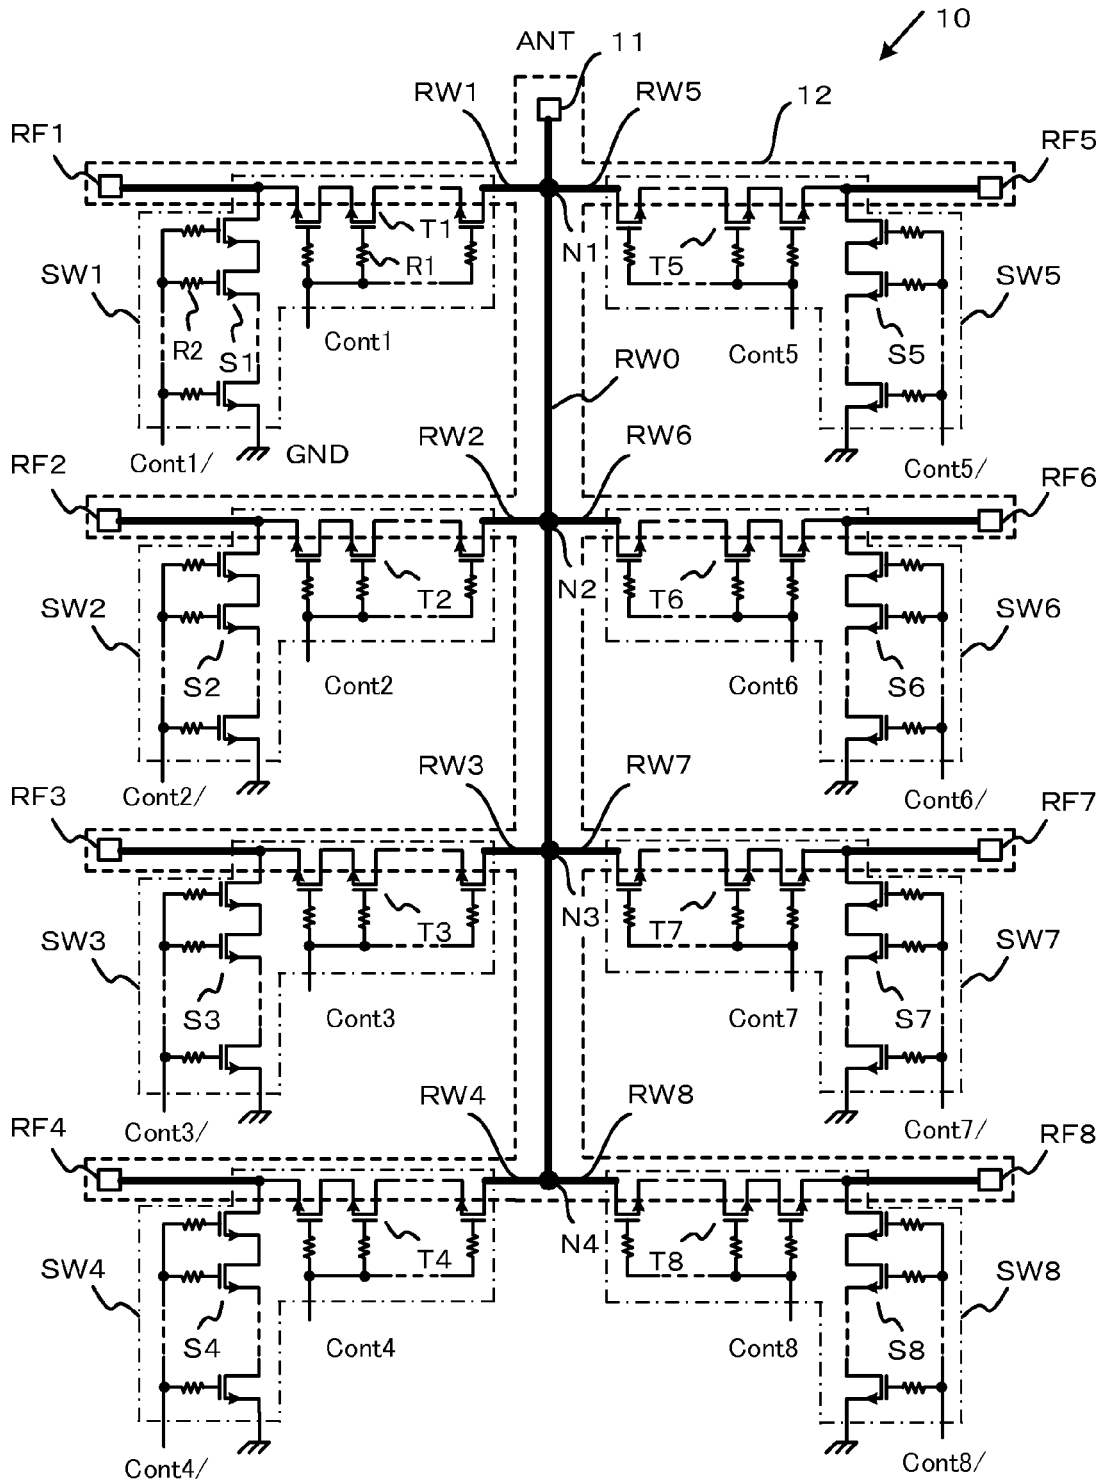 10
ANT 11
RW1 RW5 12
RF1 RF5
T1 N1 T5
SW1 R1 SW5
R2 S1 Cont1 Cont5 S5
RW0
Cont1/ GND RW2 RW6 Cont5/
RF2 RF6
SW2 T2 N2 T6 SW6
S2 Cont2 Cont6 S6
RW3 RW7
Cont2/ Cont6/
RF3 RF7
SW3 T3 N3 T7 SW7
S3 Cont3 Cont7 S7
RW4 RW8
Cont3/ Cont7/
RF4 RF8
SW4 T4 N4 T8 SW8
S4 Cont4 Cont8 S8
Cont4/ Cont8/